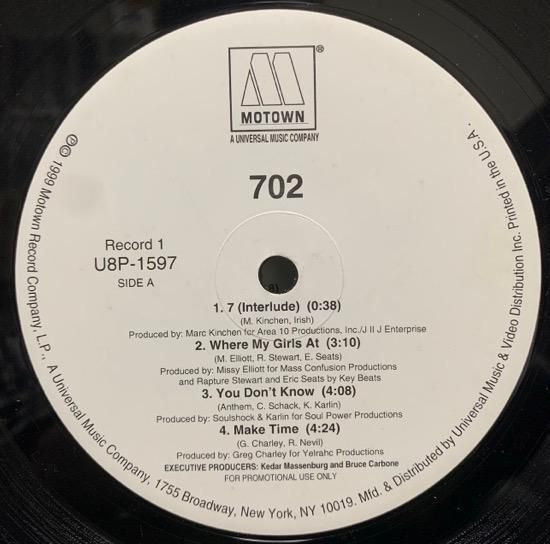 MOTOWN®
A UNIVERSAL MUSIC COMPANY
702
Record 1
U8P-1597
SIDE A
1. 7 (Interlude) (0:38)
(M. Kinchen, Irish)
Produced by: Marc Kinchen for Area 10 Productions, Inc./J II J Enterprise
2. Where My Girls At (3:10)
(M. Elliott, R. Stewart, E. Seats)
Produced by: Missy Elliott for Mass Confusion Productions
and Rapture Stewart and Eric Seats by Key Beats
3. You Don't Know (4:08)
(Anthem, C. Schack, K. Karlin)
Produced by: Soulshock & Karlin for Soul Power Productions
4. Make Time (4:24)
(G. Charley, R. Nevil)
Produced by: Greg Charley for Yelrahc Productions
EXECUTIVE PRODUCERS: Kedar Massenburg and Bruce Carbone
FOR PROMOTIONAL USE ONLY
℗© 1999 Motown Record Company, L.P., A Universal Music Company, 1755 Broadway, New York, NY 10019. Mfd. & Distributed by Universal Music & Video Distribution Inc. Printed in the U.S.A.